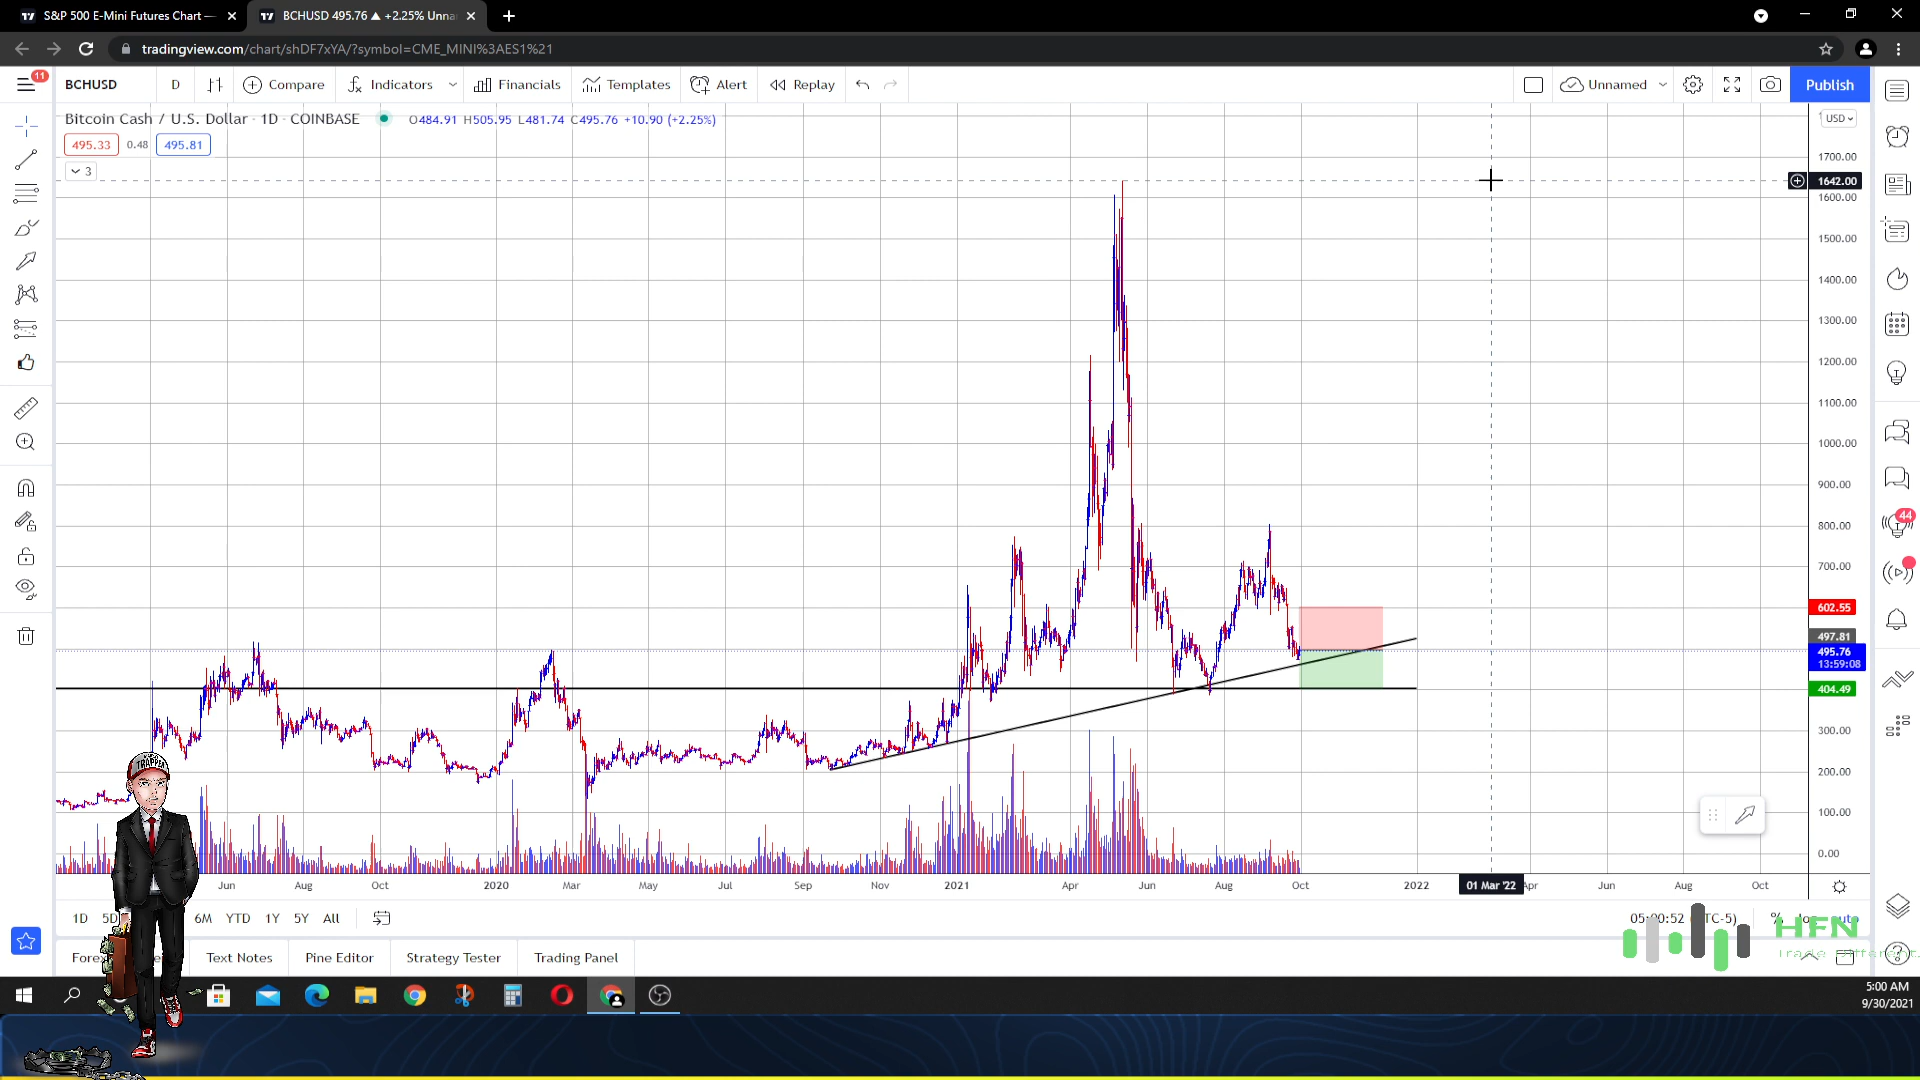 S&P 500 E-Mini Futures Chart —
BCHUSD 495.76 ▲ +2.25% Unna
tradingview.com/chart/shDF7xYA/?symbol=CME_MINI%3AES1%21
11
BCHUSD D Compare Indicators Financials Templates Alert Replay Unnamed Publish
Bitcoin Cash / U.S. Dollar · 1D · COINBASE O484.91 H505.95 L481.74 C495.76 +10.90 (+2.25%)
USD
495.33 0.48 495.81
3
1700.00
1642.00
1600.00
1500.00
1400.00
1300.00
1200.00
1100.00
1000.00
900.00
800.00
44
700.00
602.55
497.81
495.76
13:59:08
404.49
300.00
200.00
100.00
0.00
TRAPPER
Jun Aug Oct 2020 Mar May Jul Sep Nov 2021 Apr Jun Aug Oct 2022 01 Mar '22 Apr Jun Aug Oct
1D 5D 6M YTD 1Y 5Y All
%
HFN
Trade Different.
Text Notes Pine Editor Strategy Tester Trading Panel
5:00 AM
9/30/2021